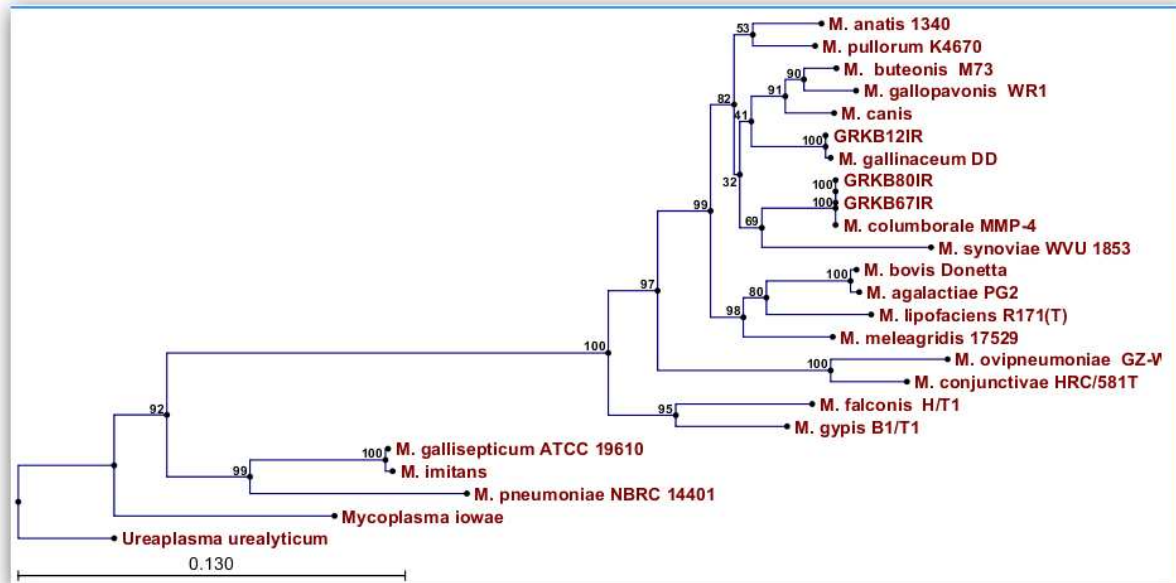 53
M. anatis 1340
M. pullorum K4670
90
M. buteonis M73
91
M. gallopavonis WR1
82
M. canis
41
GRKB12IR
100
M. gallinaceum DD
32
GRKB80IR
100
GRKB67IR
100
99
M. columborale MMP-4
69
M. synoviae WVU 1853
M. bovis Donetta
100
97
M. agalactiae PG2
80
98
M. lipofaciens R171(T)
M. meleagridis 17529
100
M. ovipneumoniae GZ-
100
M. conjunctivae HRC/581T
95
M. falconis H/T1
92
M. gypis B1/T1
M. gallisepticum ATCC 19610
100
99
M. imitans
M. pneumoniae NBRC 14401
Mycoplasma iowae
Ureaplasma urealyticum
0.130